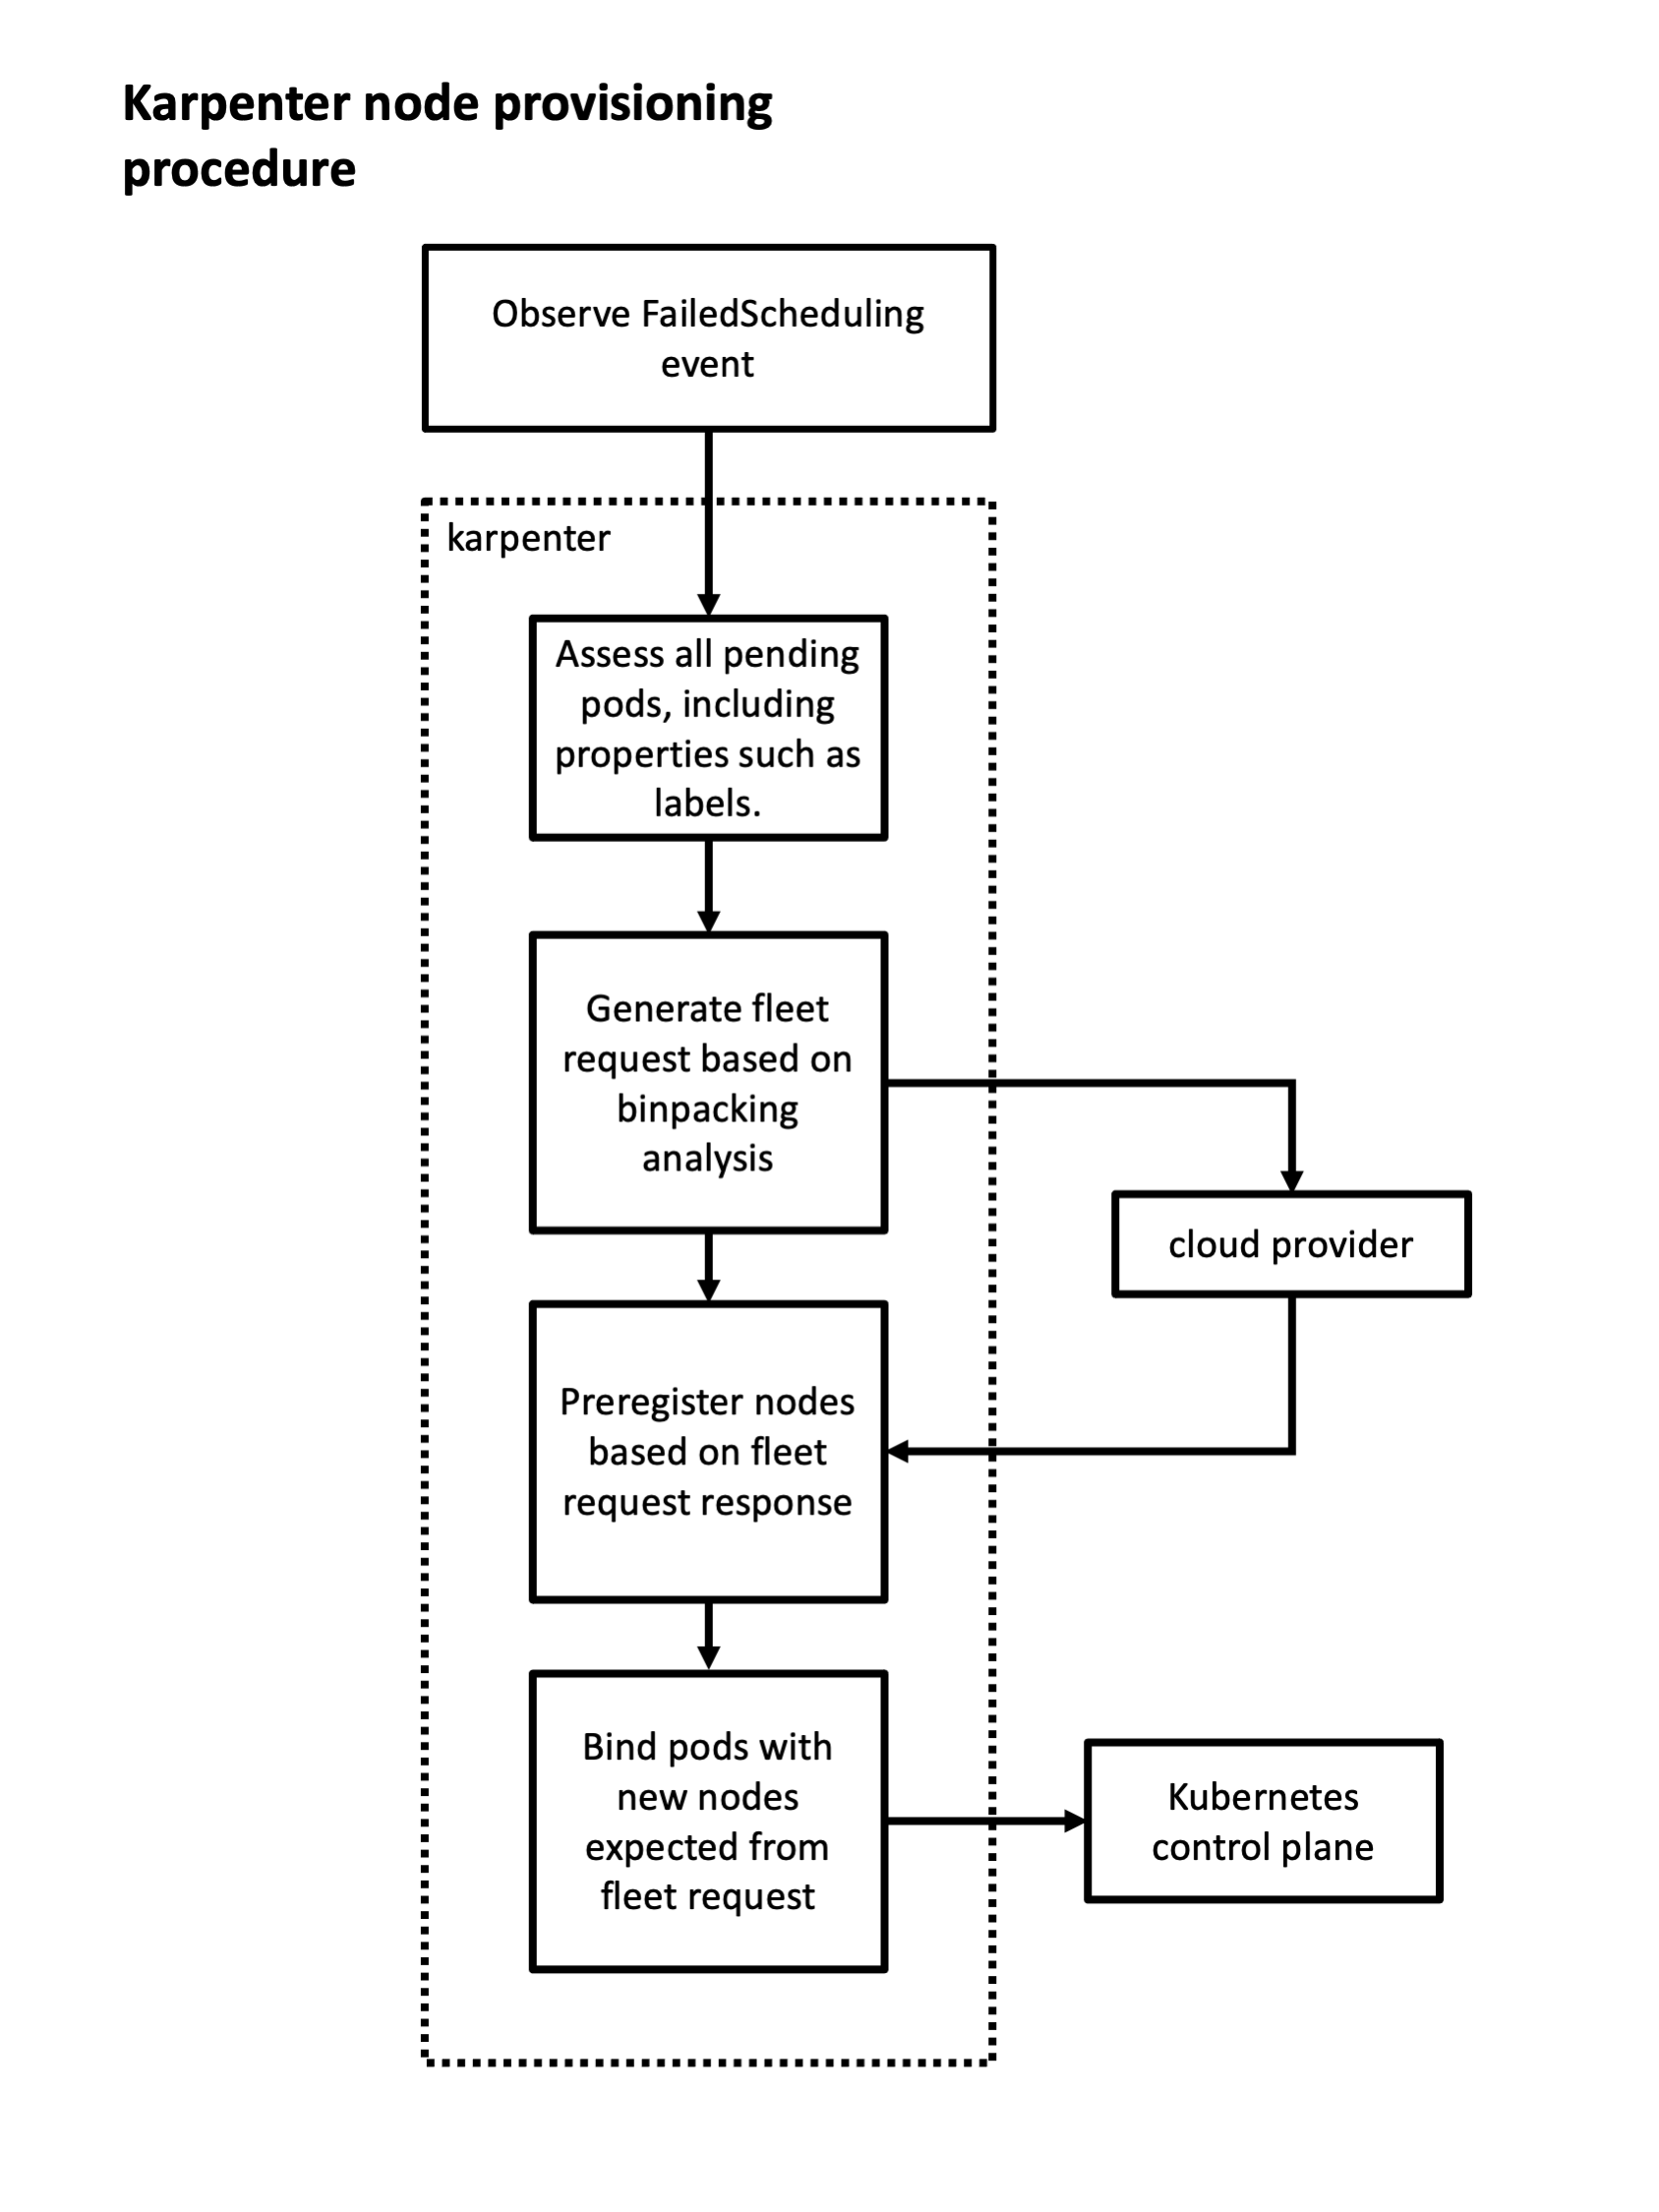 Karpenter node provisioning
procedure
Observe FailedScheduling
event
karpenter
Assess all pending
pods, including
properties such as
labels.
Generate fleet
request based on
binpacking
analysis
cloud provider
Preregister nodes
based on fleet
request response
Bind pods with
new nodes
expected from
fleet request
Kubernetes
control plane